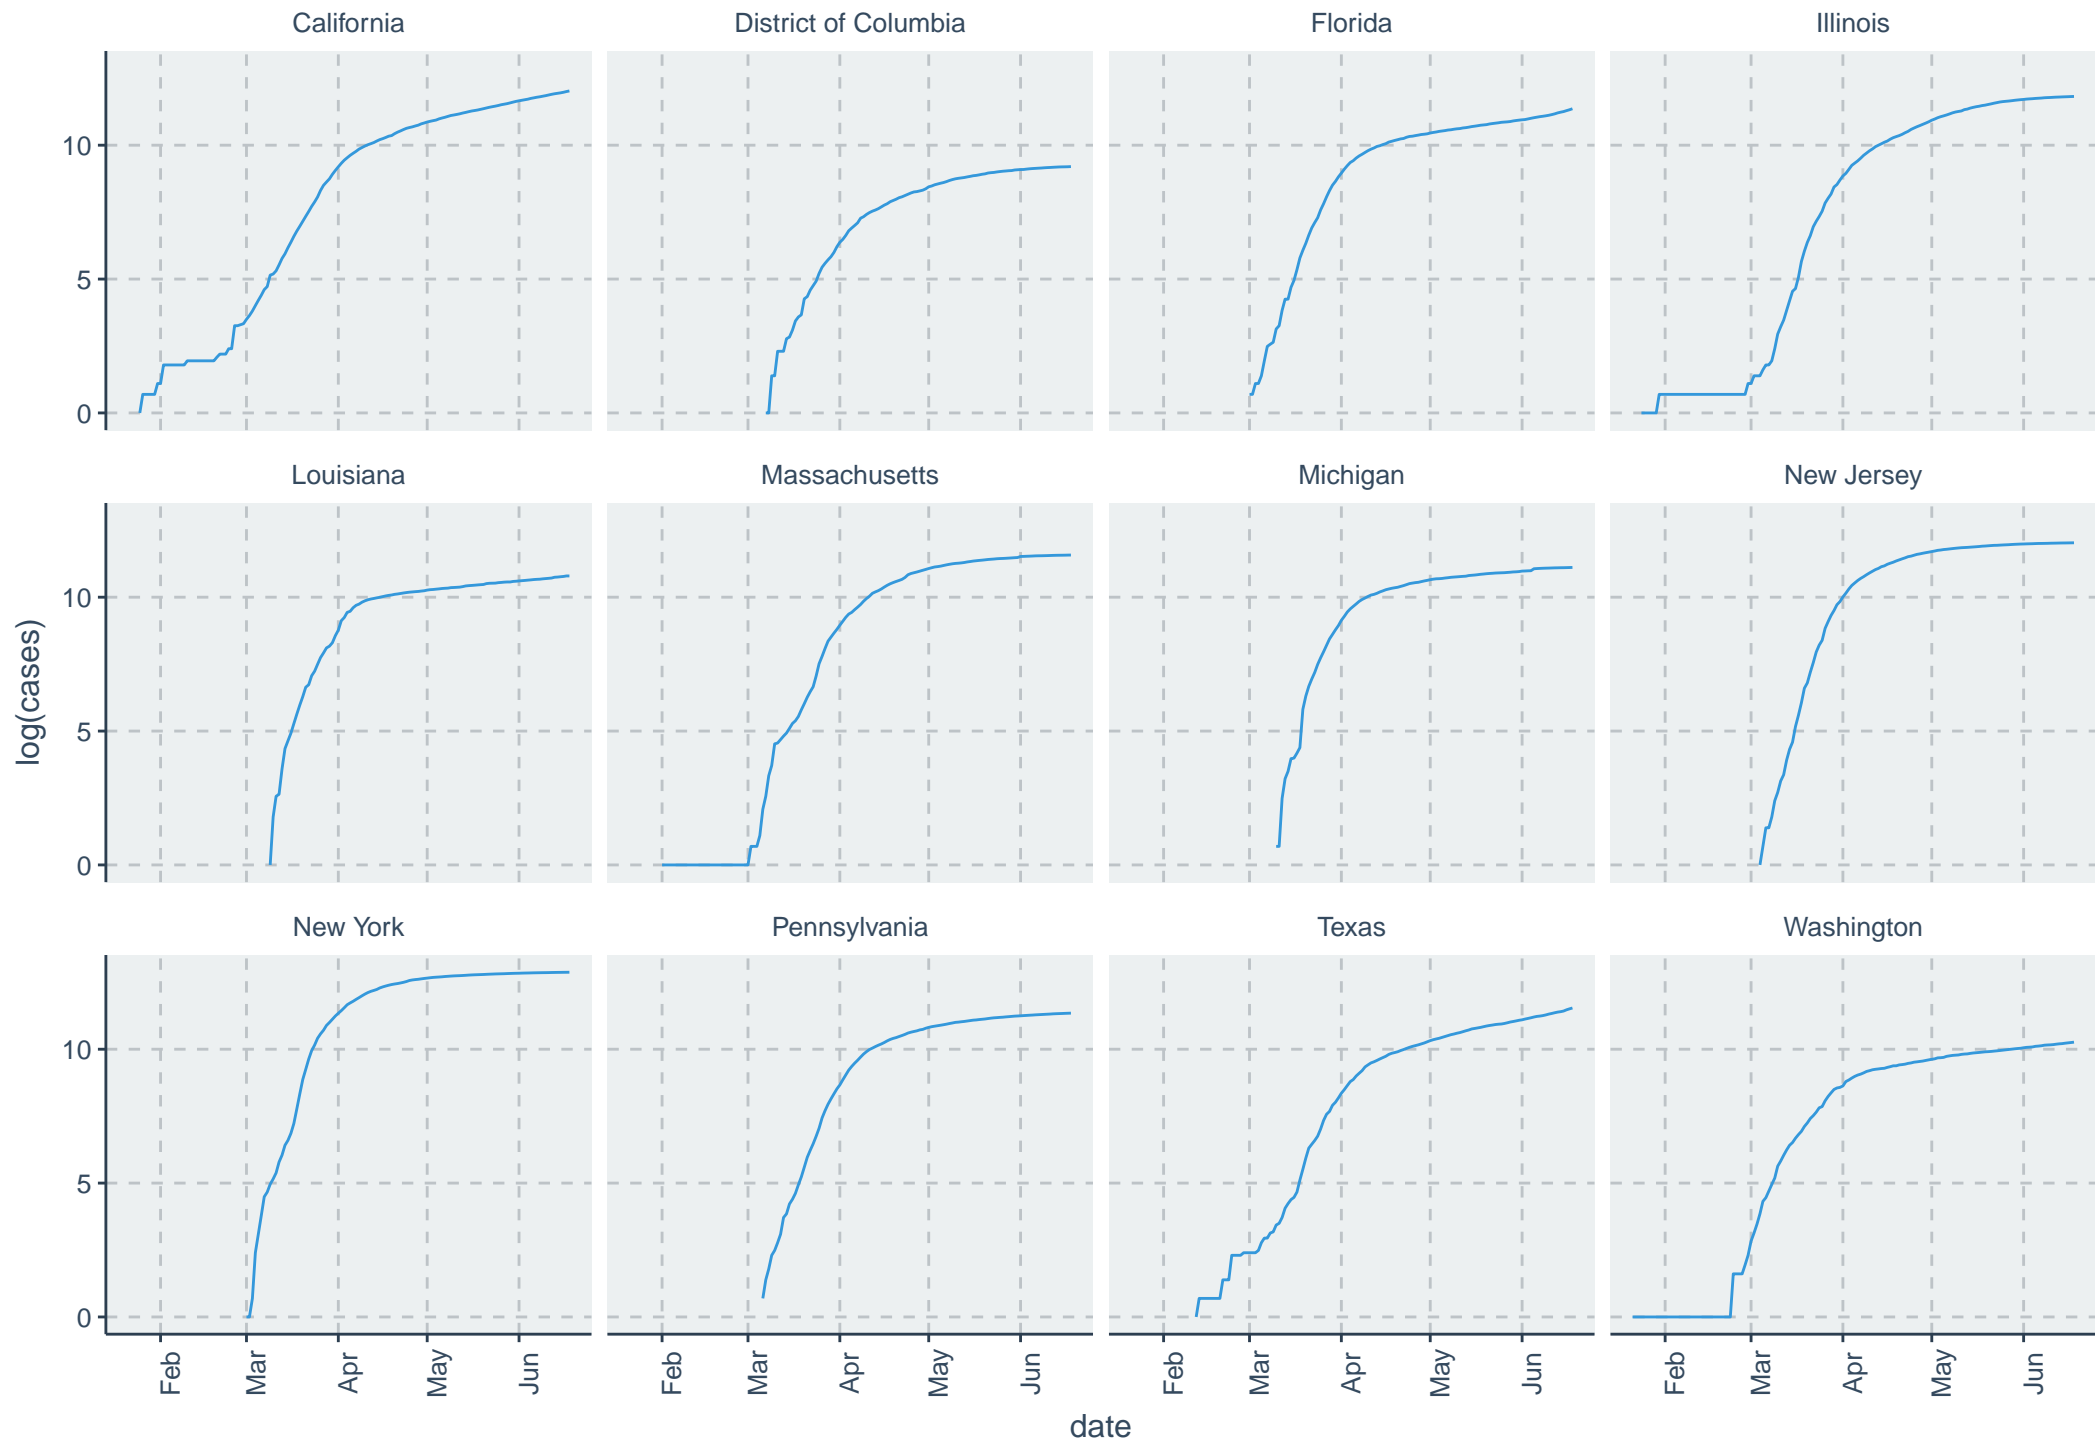 California
District of Columbia
Florida
Illinois
10
5
0
Louisiana
Massachusetts
Michigan
New Jersey
10
5
0
log(cases)
New York
Pennsylvania
Texas
Washington
10
5
0
Feb
Mar
Apr
May
Jun
Feb
Mar
Apr
May
Jun
Feb
Mar
Apr
May
Jun
Feb
Mar
Apr
May
Jun
date